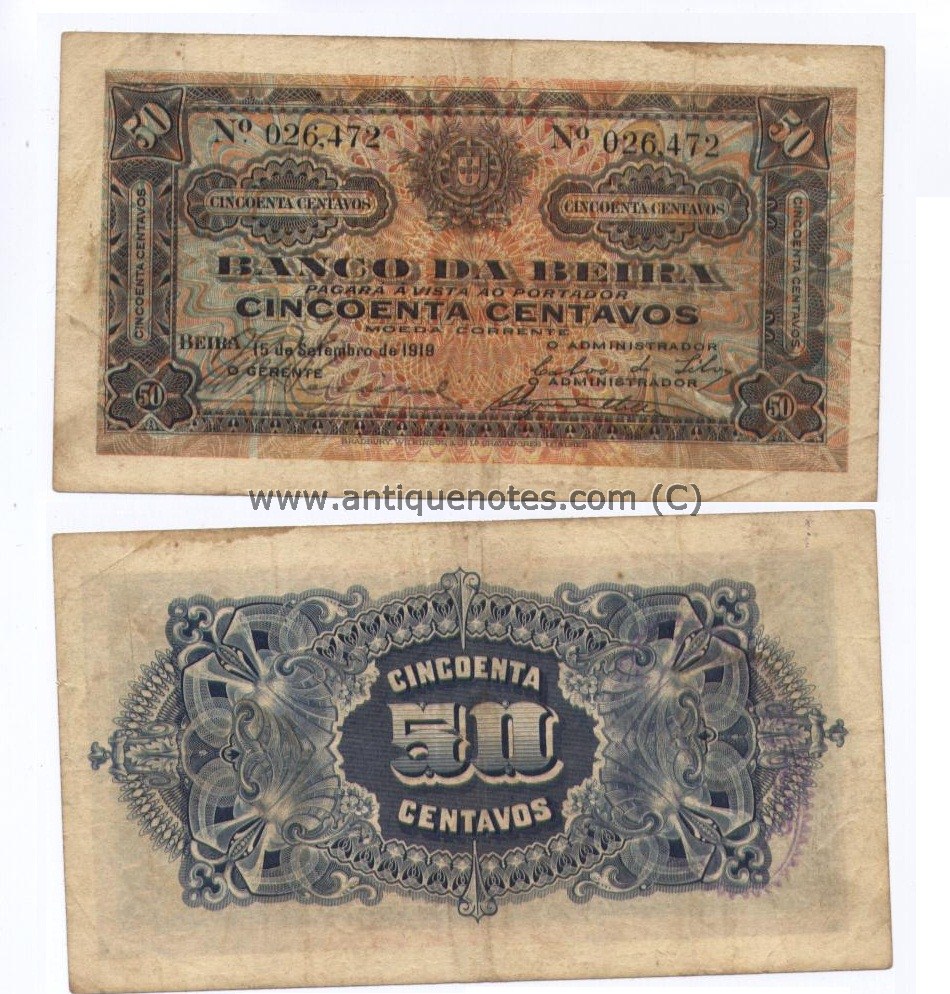 50 50
Nº 026,472 Nº 026,472
CINCOENTA CENTAVOS CINCOENTA CENTAVOS
CINCOENTA CENTAVOS CINCOENTA CENTAVOS
BANCO DA BEIRA
PAGARÁ A VISTA AO PORTADOR
CINCOENTA CENTAVOS
MOEDA CORRENTE
BEIRA 15 de Setembro de 1919
O ADMINISTRADOR
O GERENTE
O ADMINISTRADOR
50 50
BRADBURY, WILKINSON
www.antiquenotes.com (C)
CINCOENTA
50
CENTAVOS